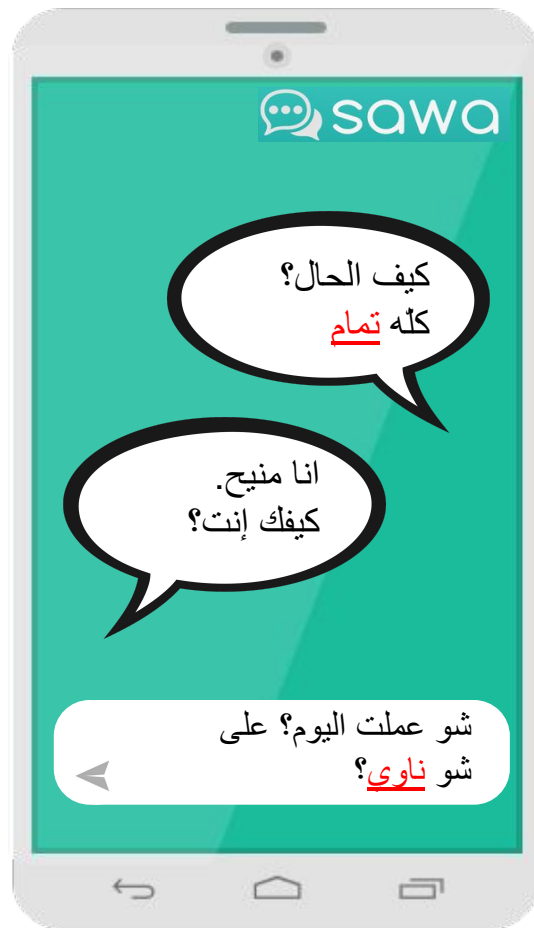 sawa
كيف الحال؟
كلّه تمام
انا منيح.
كيفك إنت؟
شو عملت اليوم؟ على
شو ناوي؟